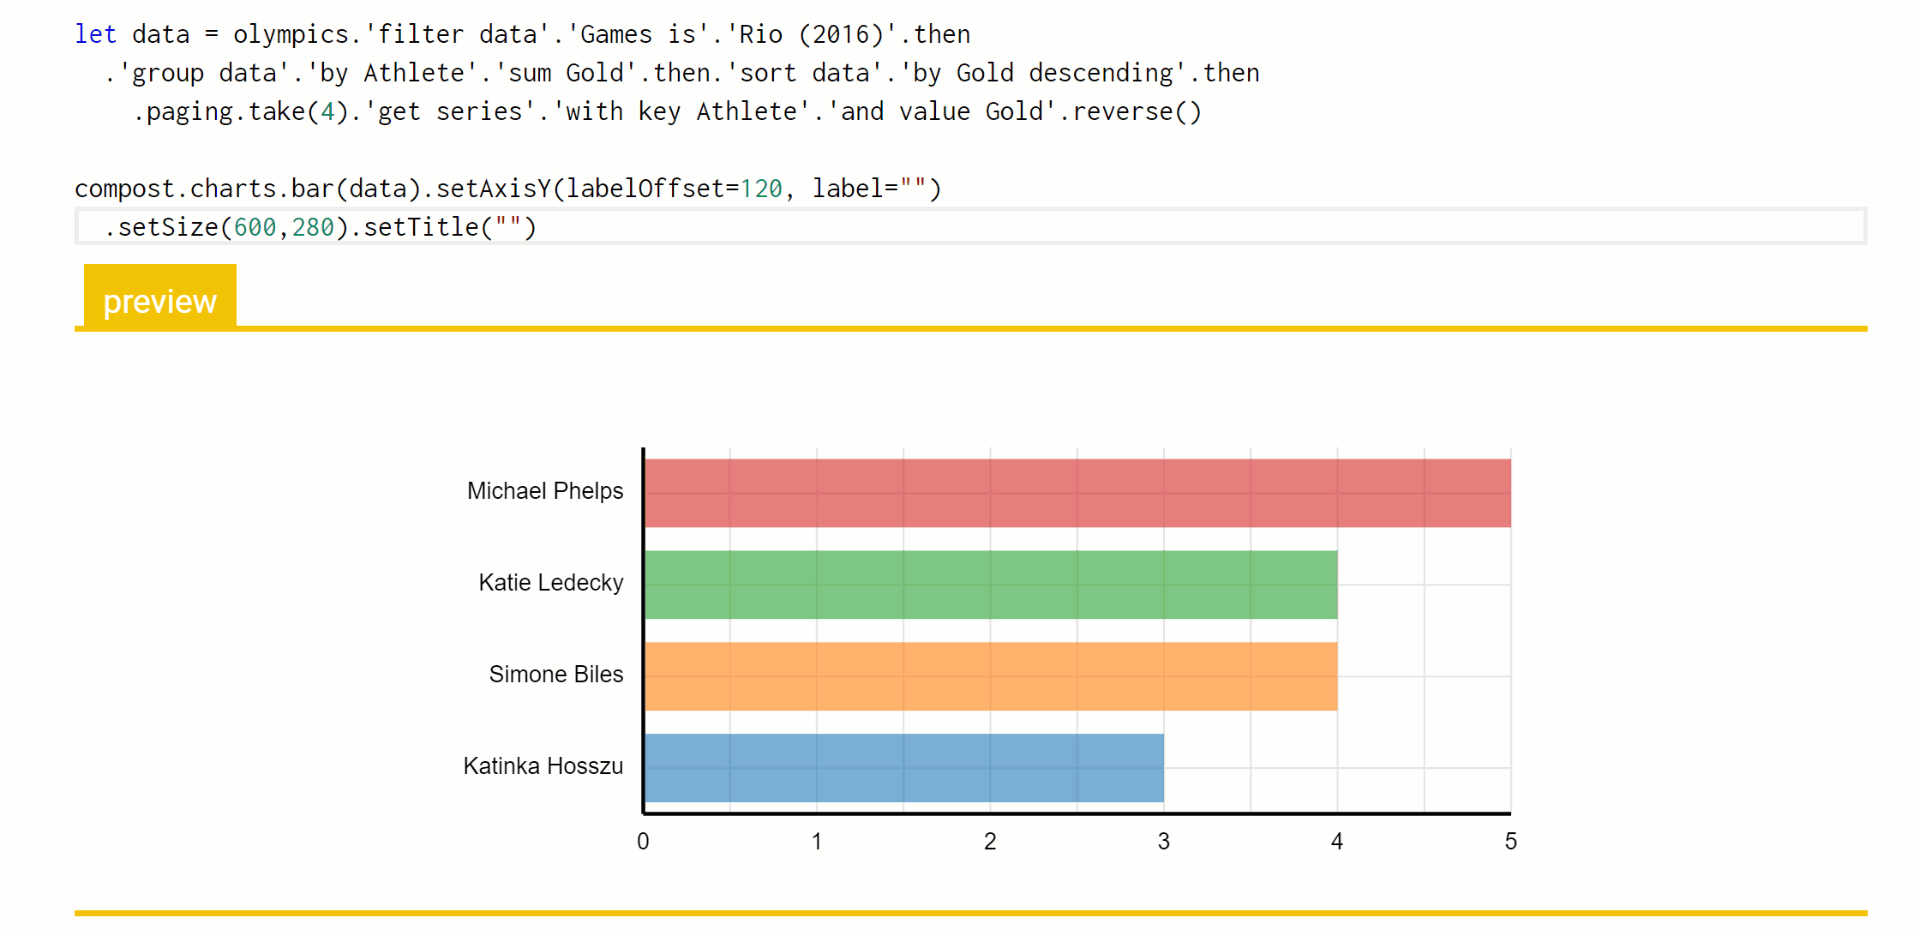 let data = olympics.'filter data'.'Games is'.'Rio (2016)'.then
.'group data'.'by Athlete'.'sum Gold'.then.'sort data'.'by Gold descending'.then
.paging.take(4).'get series'.'with key Athlete'.'and value Gold'.reverse()
compost.charts.bar(data).setAxisY(labelOffset=120, label="")
.setSize(600,280).setTitle("")
preview
Michael Phelps
Katie Ledecky
Simone Biles
Katinka Hosszu
0 1 2 3 4 5